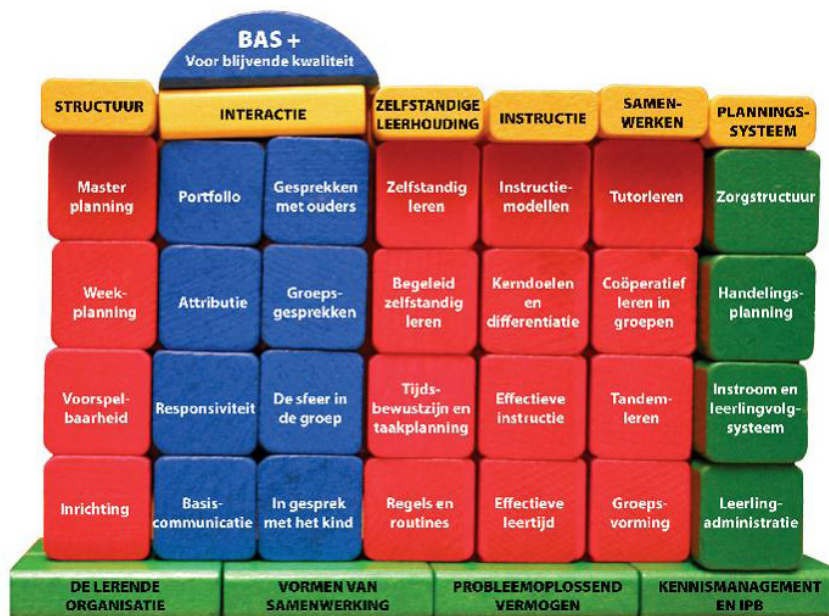 BAS +
Voor blijvende kwaliteit
STRUCTUUR
INTERACTIE
ZELFSTANDIGE
LEERHOUDING
INSTRUCTIE
SAMEN-
WERKEN
PLANNINGS-
SYSTEEM
Master
planning
Portfolio
Gesprekken
met ouders
Zelfstandig
leren
Instructie-
modellen
Tutorleren
Zorgstructuur
Week-
planning
Attributie
Groeps-
gesprekken
Begeleid
zelfstandig
leren
Kerndoelen
en
differentiatie
Coöperatief
leren in
groepen
Handelings-
planning
Voorspel-
baarheid
Responsiviteit
De sfeer in
de groep
Tijds-
bewustzijn en
taakplanning
Effectieve
instructie
Tandem-
leren
Instroom en
leerlingvolg-
systeem
Inrichting
Basis-
communicatie
In gesprek
met het kind
Regels en
routines
Effectieve
leertijd
Groeps-
vorming
Leerling-
administratie
DE LERENDE
ORGANISATIE
VORMEN VAN
SAMENWERKING
PROBLEEMOPLOSSEND
VERMOGEN
KENNISMANAGEMENT
EN IPB